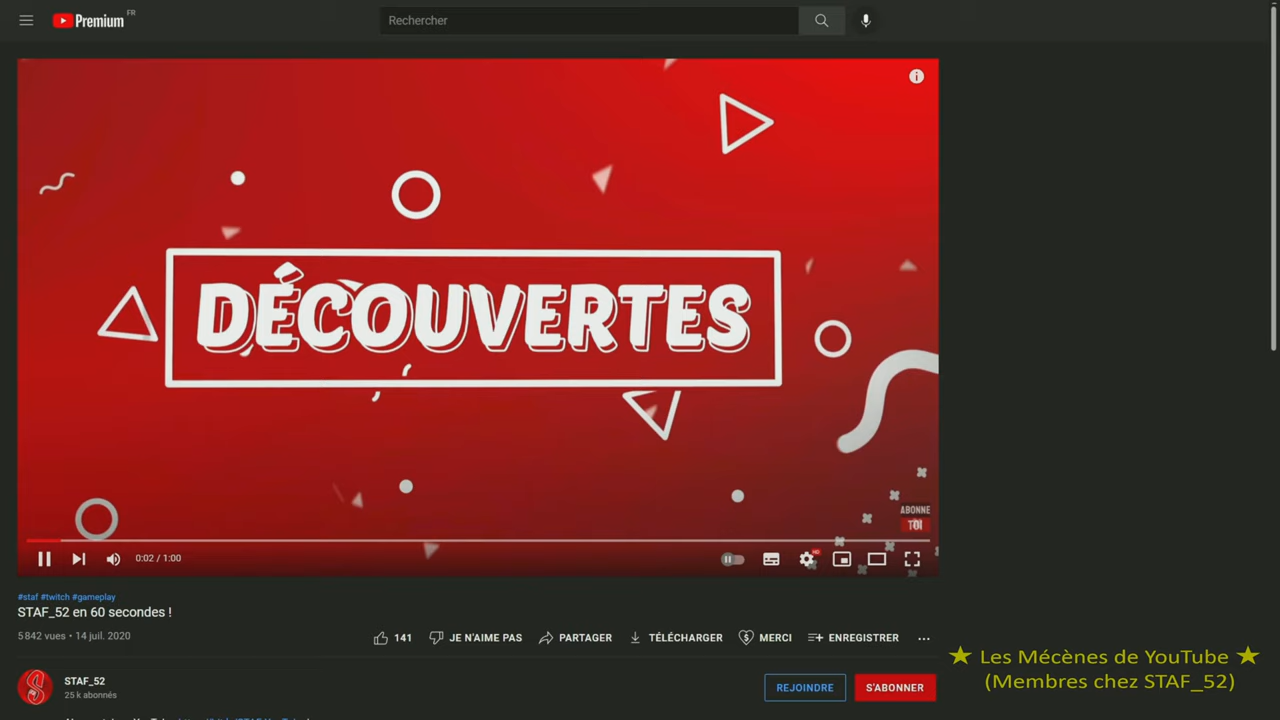 Premium FR
Rechercher
DÉCOUVERTES
ABONNE
TOI
0:02 / 1:00
#staf #twitch #gameplay
STAF_52 en 60 secondes !
5 842 vues • 14 juil. 2020
141 JE N'AIME PAS PARTAGER TÉLÉCHARGER MERCI ENREGISTRER
STAF_52
25 k abonnés
REJOINDRE S'ABONNER
★ Les Mécènes de YouTube ★
(Membres chez STAF_52)